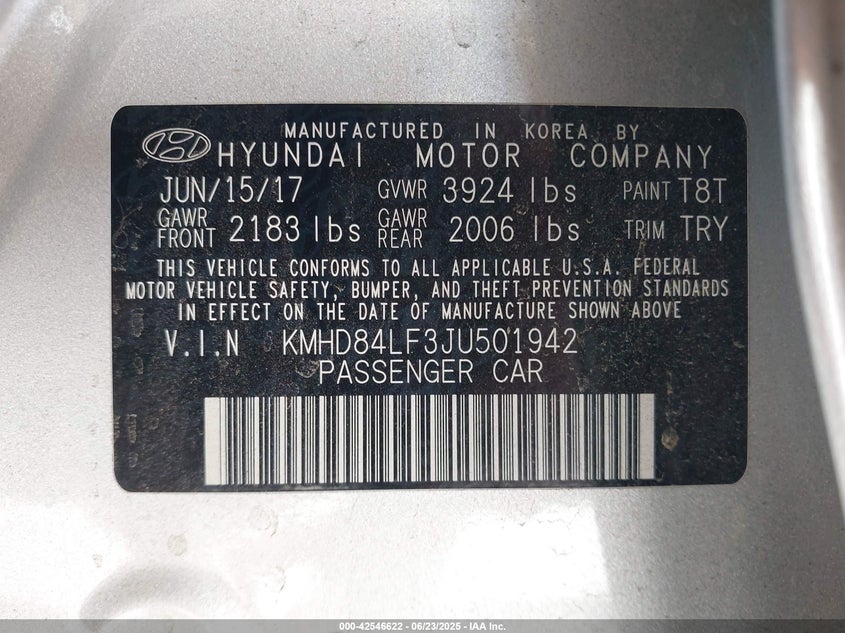 MANUFACTURED IN KOREA BY
HYUNDAI MOTOR COMPANY
JUN/15/17 GVWR 3924 lbs PAINT T8T
GAWR FRONT 2183 lbs GAWR REAR 2006 lbs TRIM TRY
THIS VEHICLE CONFORMS TO ALL APPLICABLE U.S.A. FEDERAL
MOTOR VEHICLE SAFETY, BUMPER, AND THEFT PREVENTION STANDARDS
IN EFFECT ON THE DATE OF MANUFACTURE SHOWN ABOVE
V.I.N KMHD84LF3JU501942
PASSENGER CAR
000-42546622 - 06/23/2025 - IAA Inc.